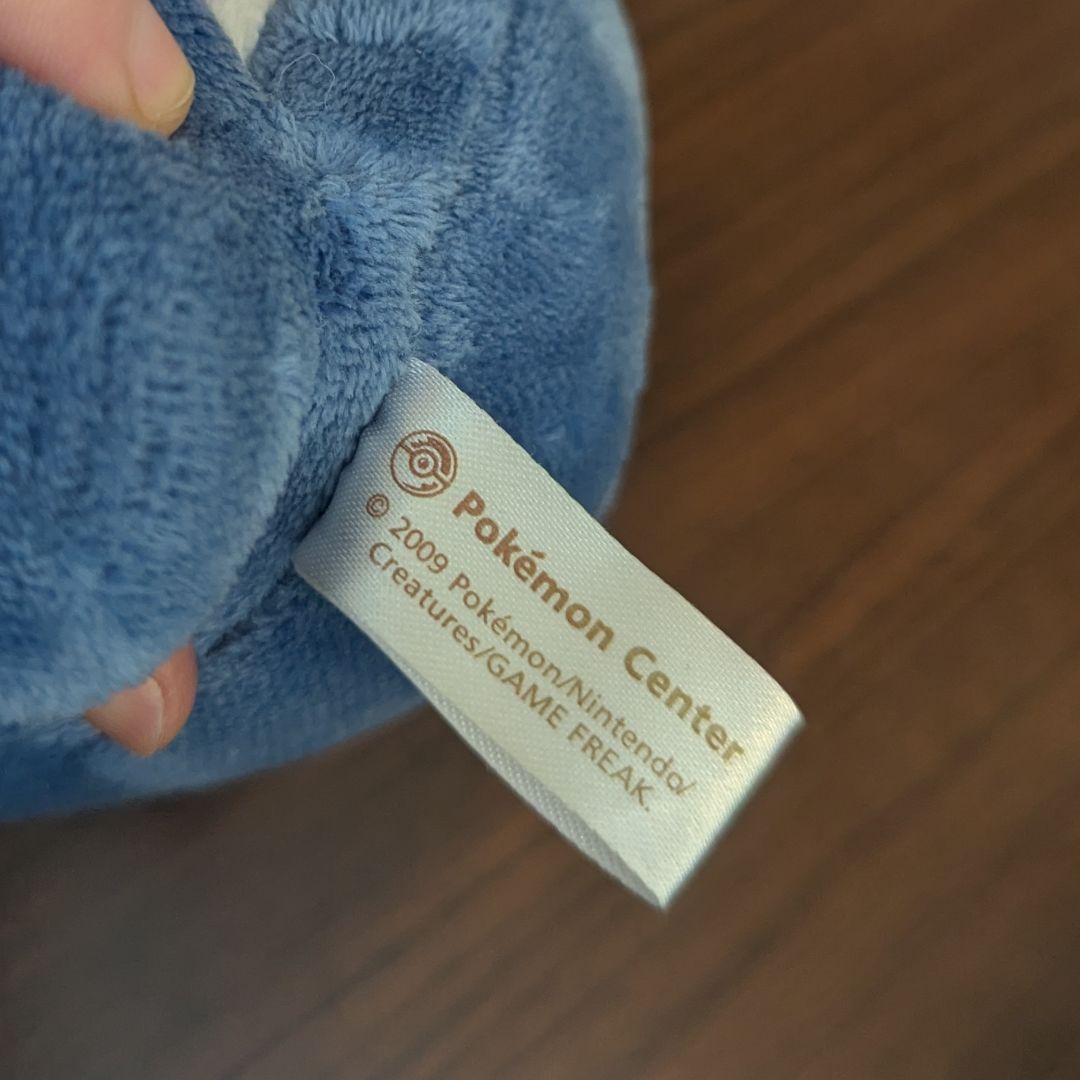 Pokémon Center
© 2009 Pokémon/Nintendo/
Creatures/GAME FREAK.